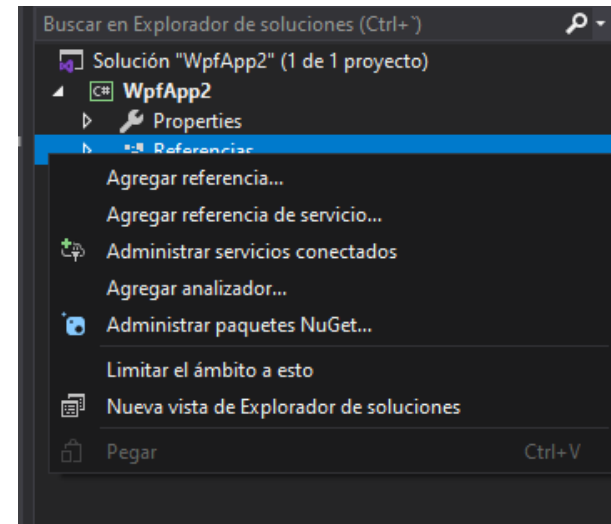 Buscar en Explorador de soluciones (Ctrl+`)
Solución "WpfApp2" (1 de 1 proyecto)
C# WpfApp2
Properties
Referencias
Agregar referencia...
Agregar referencia de servicio...
Administrar servicios conectados
Agregar analizador...
Administrar paquetes NuGet...
Limitar el ámbito a esto
Nueva vista de Explorador de soluciones
Pegar Ctrl+V